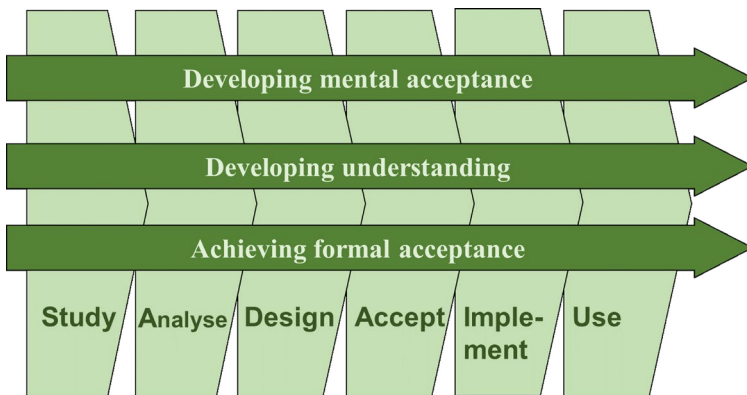 Developing mental acceptance
Developing understanding
Achieving formal acceptance
Study
Analyse
Design
Accept
Imple-
ment
Use